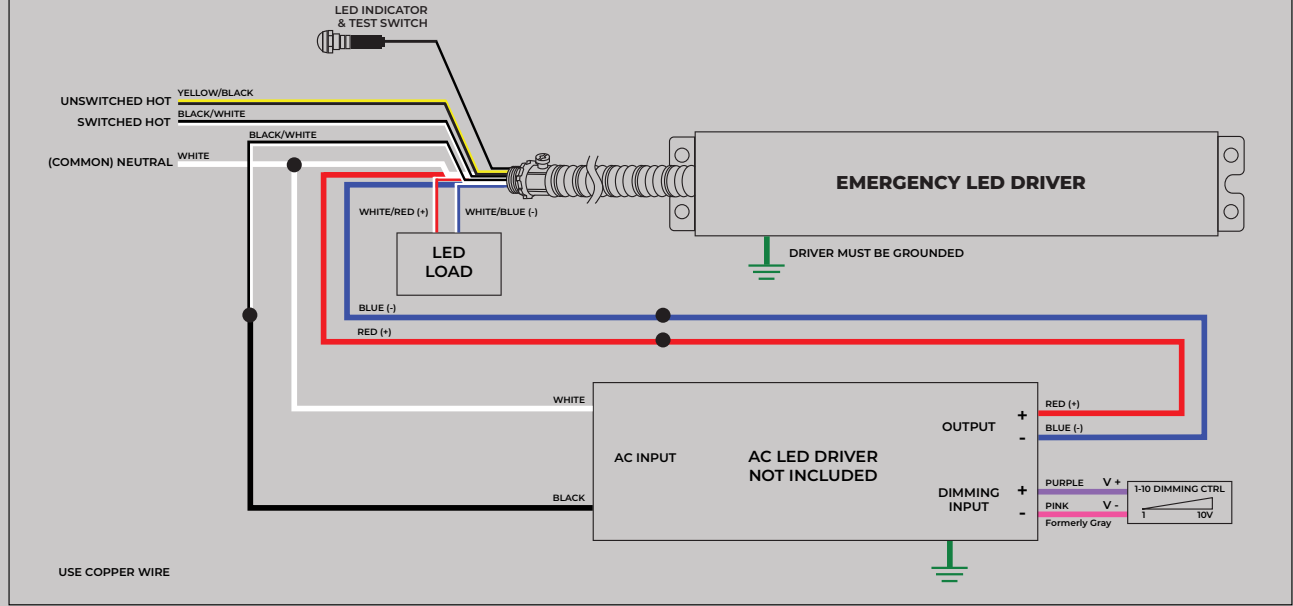 LED INDICATOR
& TEST SWITCH
UNSWITCHED HOT
YELLOW/BLACK
SWITCHED HOT
BLACK/WHITE
BLACK/WHITE
(COMMON) NEUTRAL
WHITE
EMERGENCY LED DRIVER
WHITE/RED (+)
WHITE/BLUE (-)
LED
LOAD
DRIVER MUST BE GROUNDED
BLUE (-)
RED (+)
WHITE
BLACK
AC INPUT
AC LED DRIVER
NOT INCLUDED
OUTPUT
+
-
RED (+)
BLUE (-)
DIMMING
INPUT
+
-
PURPLE
V +
PINK
V -
Formerly Gray
1-10 DIMMING CTRL
1
10V
USE COPPER WIRE